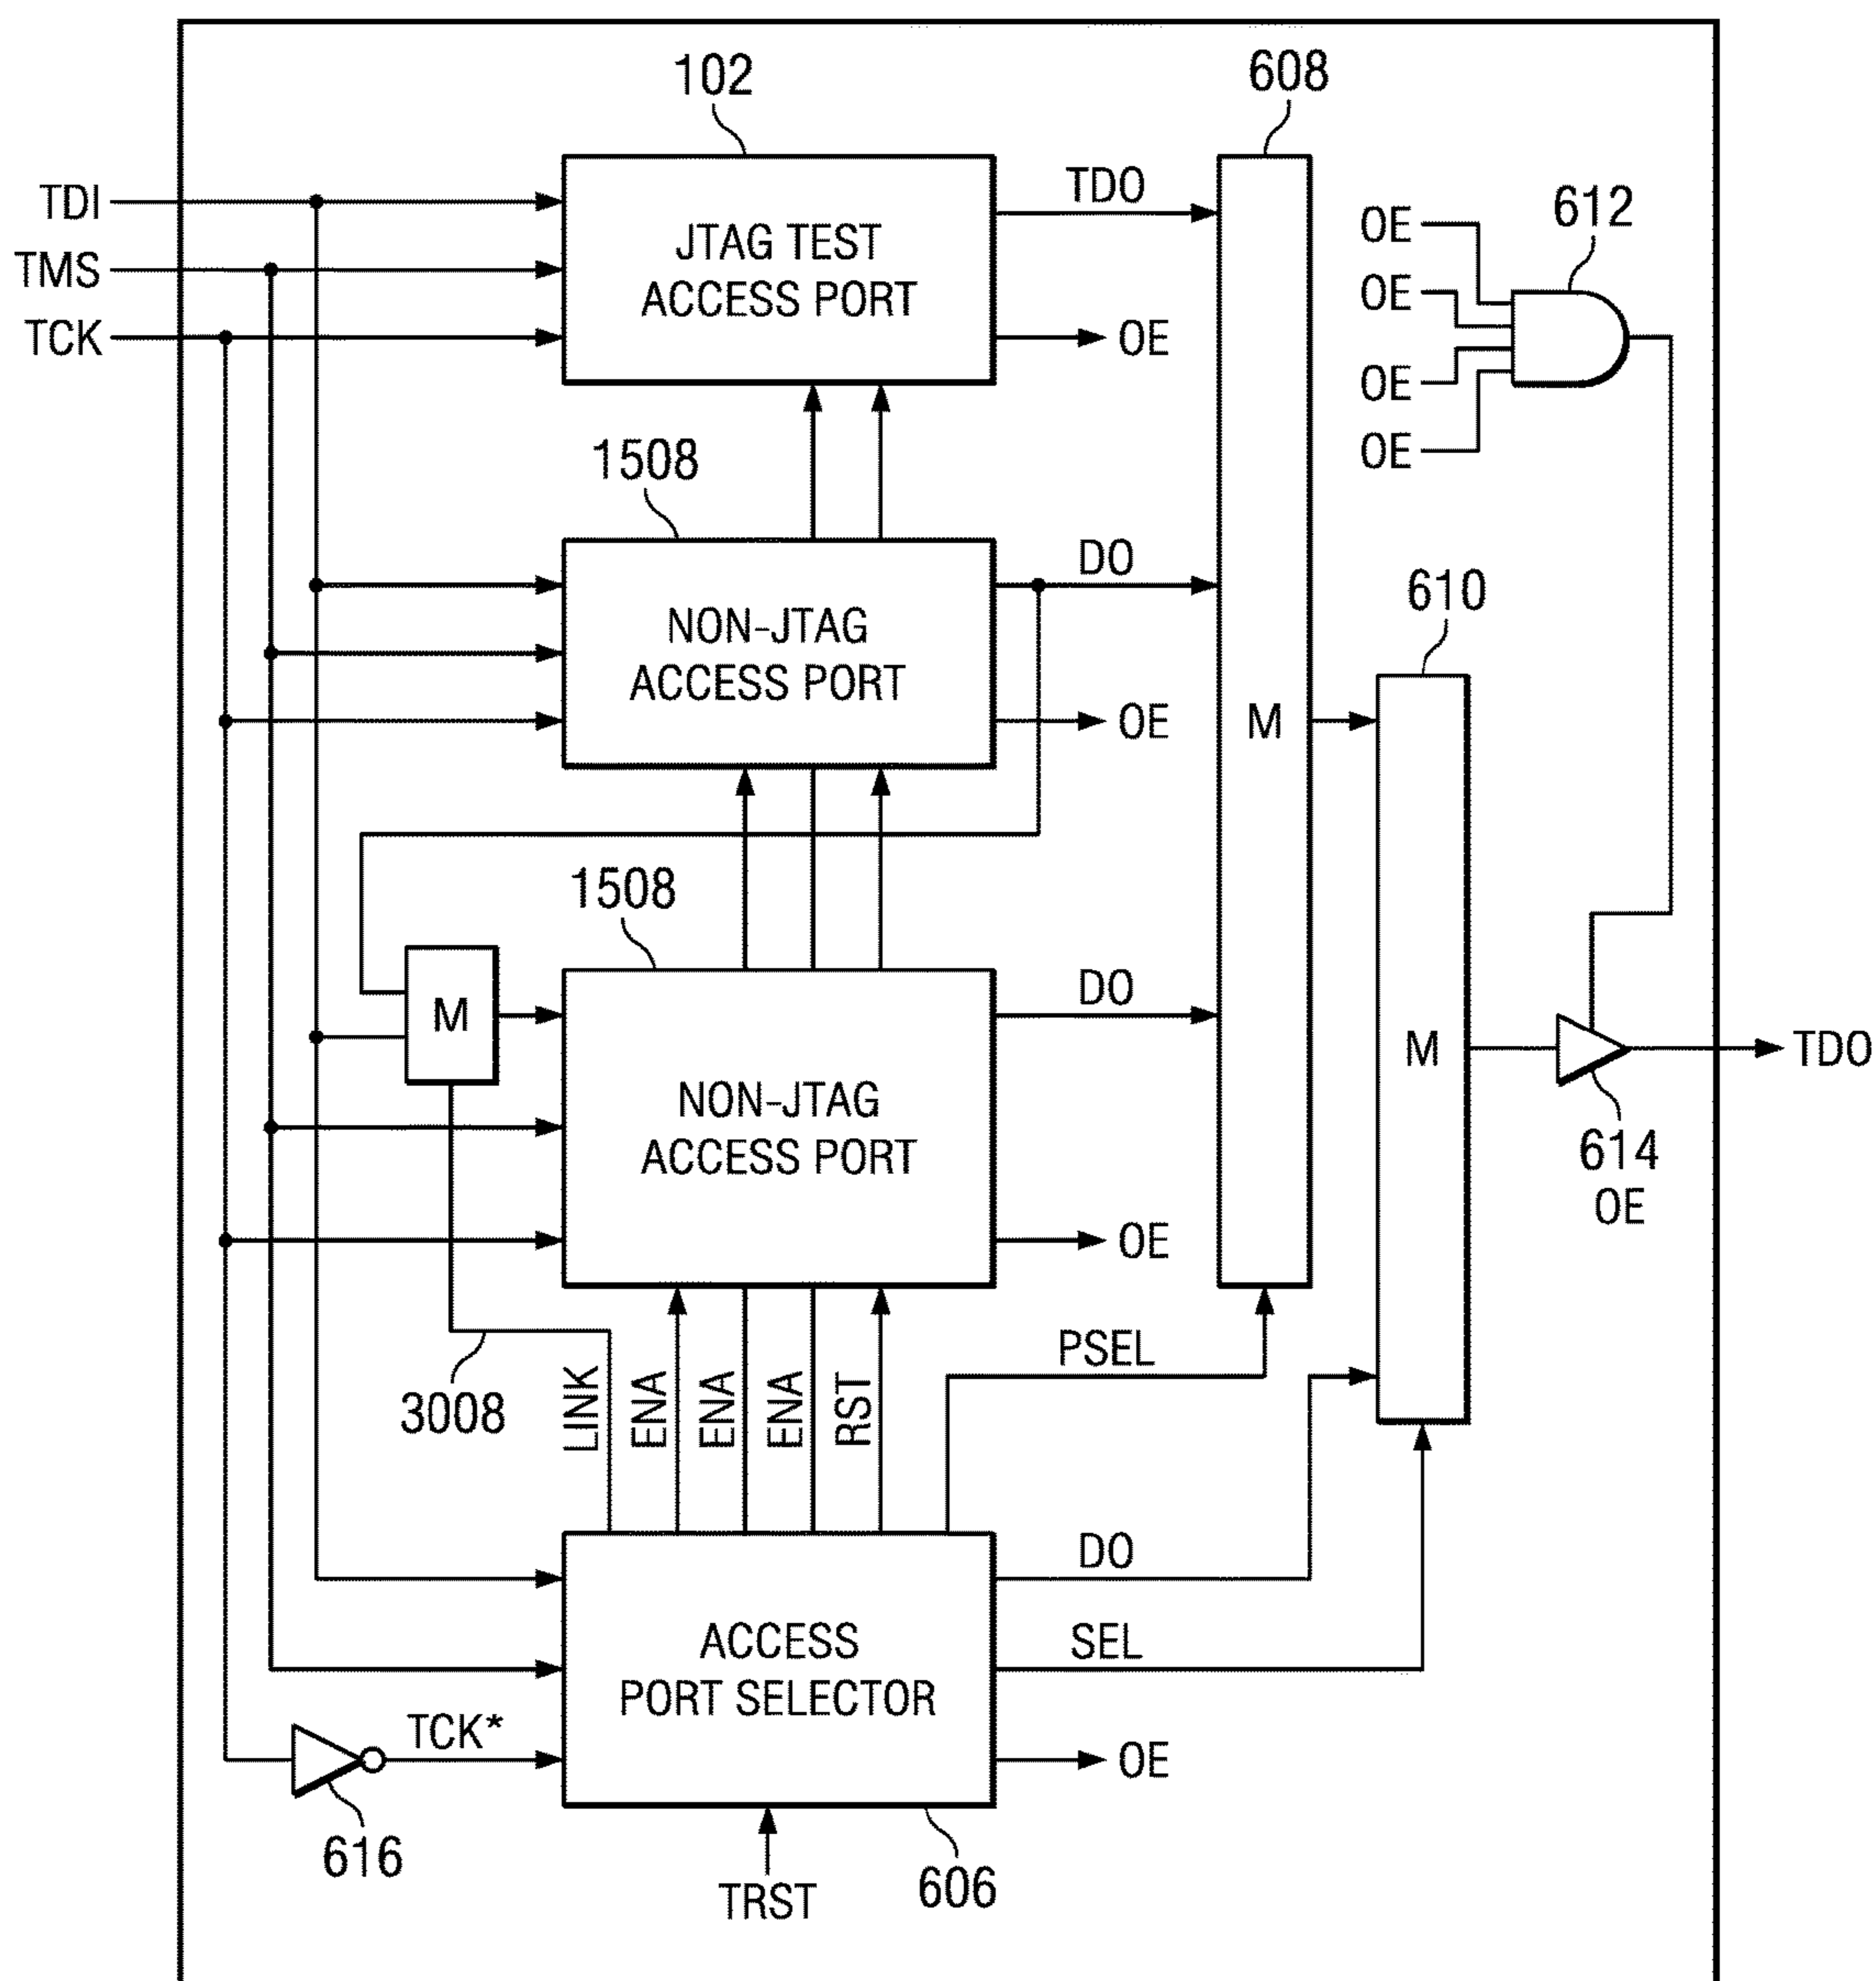 102
608
TDI
TMS
TCK
JTAG TEST
ACCESS PORT
TDO
OE
OE
OE
OE
OE
612
1508
NON-JTAG
ACCESS PORT
DO
OE
M
610
1508
M
NON-JTAG
ACCESS PORT
DO
OE
M
TDO
614
OE
3008
LINK
ENA
ENA
ENA
RST
PSEL
ACCESS
PORT SELECTOR
DO
SEL
OE
TCK*
616
TRST
606